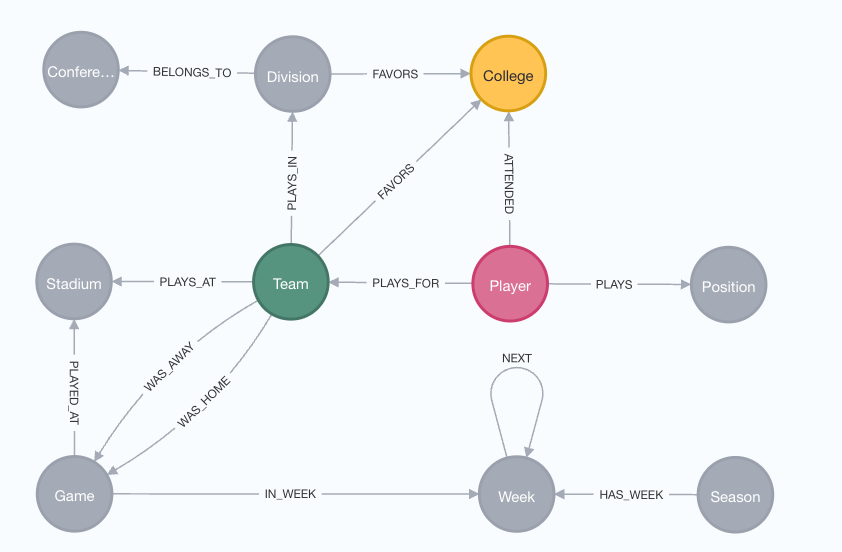 Confere...
BELONGS_TO
Division
FAVORS
College
PLAYS_IN
FAVORS
ATTENDED
Stadium
PLAYS_AT
Team
PLAYS_FOR
Player
PLAYS
Position
PLAYED_AT
WAS_AWAY
WAS_HOME
NEXT
Game
IN_WEEK
Week
HAS_WEEK
Season